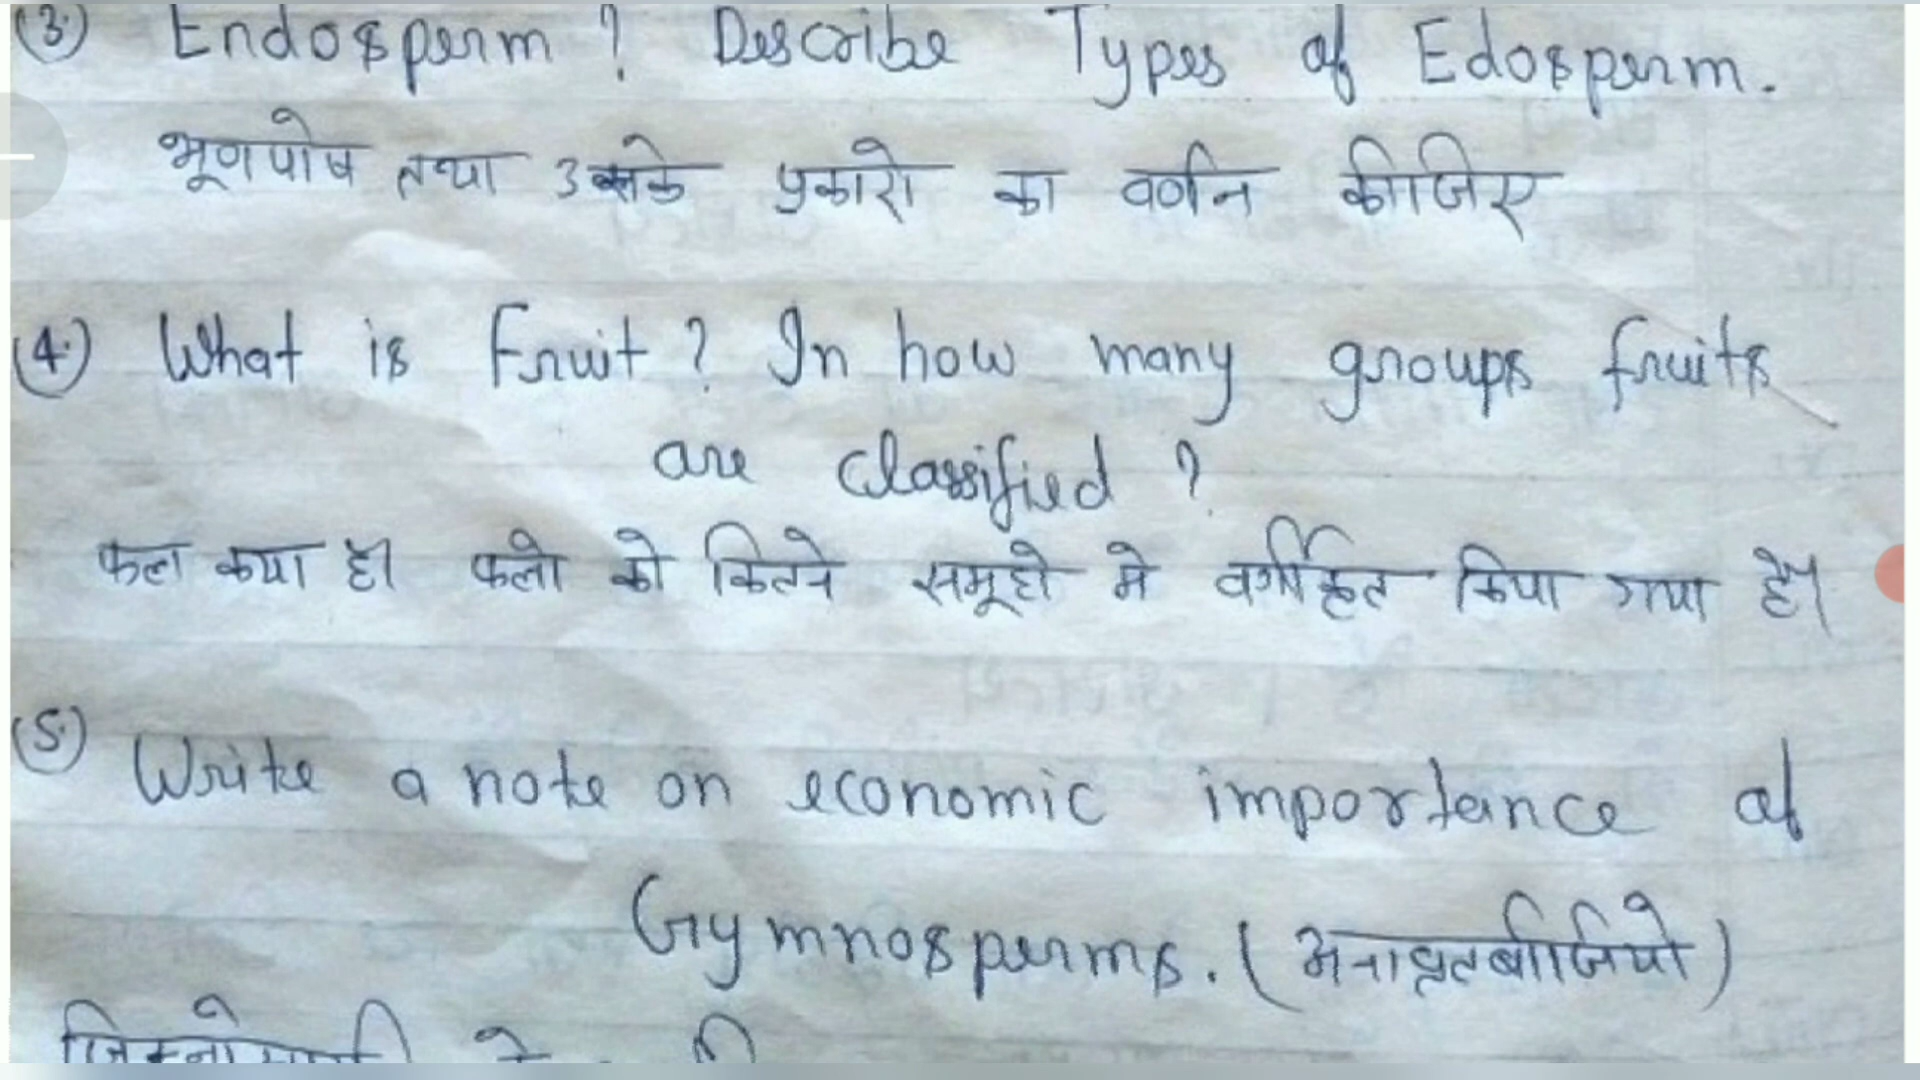 (3.) Endosperm ? Describe Types of Edosperm.
भ्रूणपोष तथा उसके प्रकारो का वर्णन कीजिए
(4.) What is Fruit ? In how many groups fruits
are classified ?
फल क्या है। फलो को कितने समूहो मे वर्गीकृत किया गया है।
(5.) Write a note on economic importance of
Gymnosperms. (अनावृतबीजियो)